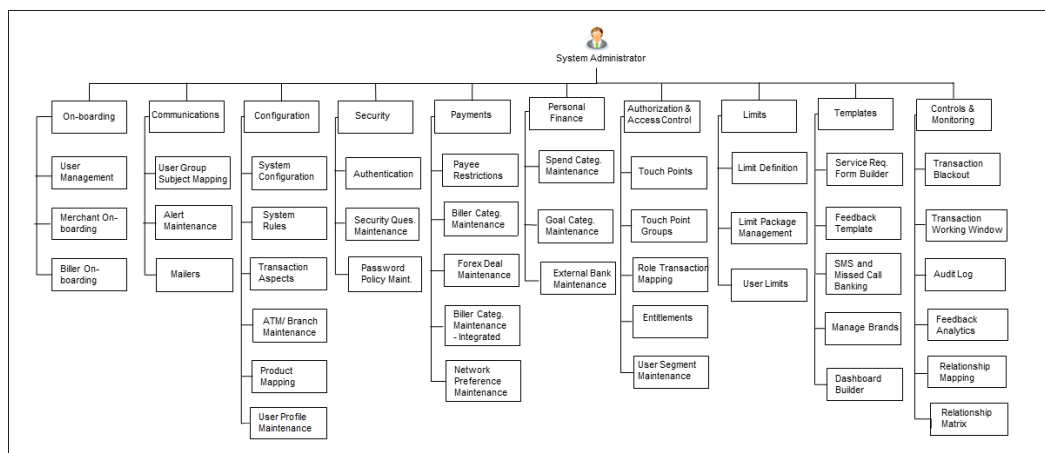 System Administrator
On-boarding
User
Management
Merchant On-
boarding
Biller On-
boarding
Communications
User Group
Subject Mapping
Alert
Maintenance
Mailers
Configuration
System
Configuration
System
Rules
Transaction
Aspects
ATM/ Branch
Maintenance
Product
Mapping
User Profile
Maintenance
Security
Authentication
Security Ques.
Maintenance
Password
Policy Maint.
Payments
Payee
Restrictions
Biller Categ.
Maintenance
Forex Deal
Maintenance
Biller Categ.
Maintenance
- Integrated
Network
Preference
Maintenance
Personal
Finance
Spend Categ.
Maintenance
Goal Categ.
Maintenance
External Bank
Maintenance
Authorization &
Access Control
Touch Points
Touch Point
Groups
Role Transaction
Mapping
Entitlements
User Segment
Maintenance
Limits
Limit Definition
Limit Package
Management
User Limits
Templates
Service Req.
Form Builder
Feedback
Template
SMS and
Missed Call
Banking
Manage Brands
Dashboard
Builder
Controls &
Monitoring
Transaction
Blackout
Transaction
Working Window
Audit Log
Feedback
Analytics
Relationship
Mapping
Relationship
Matrix